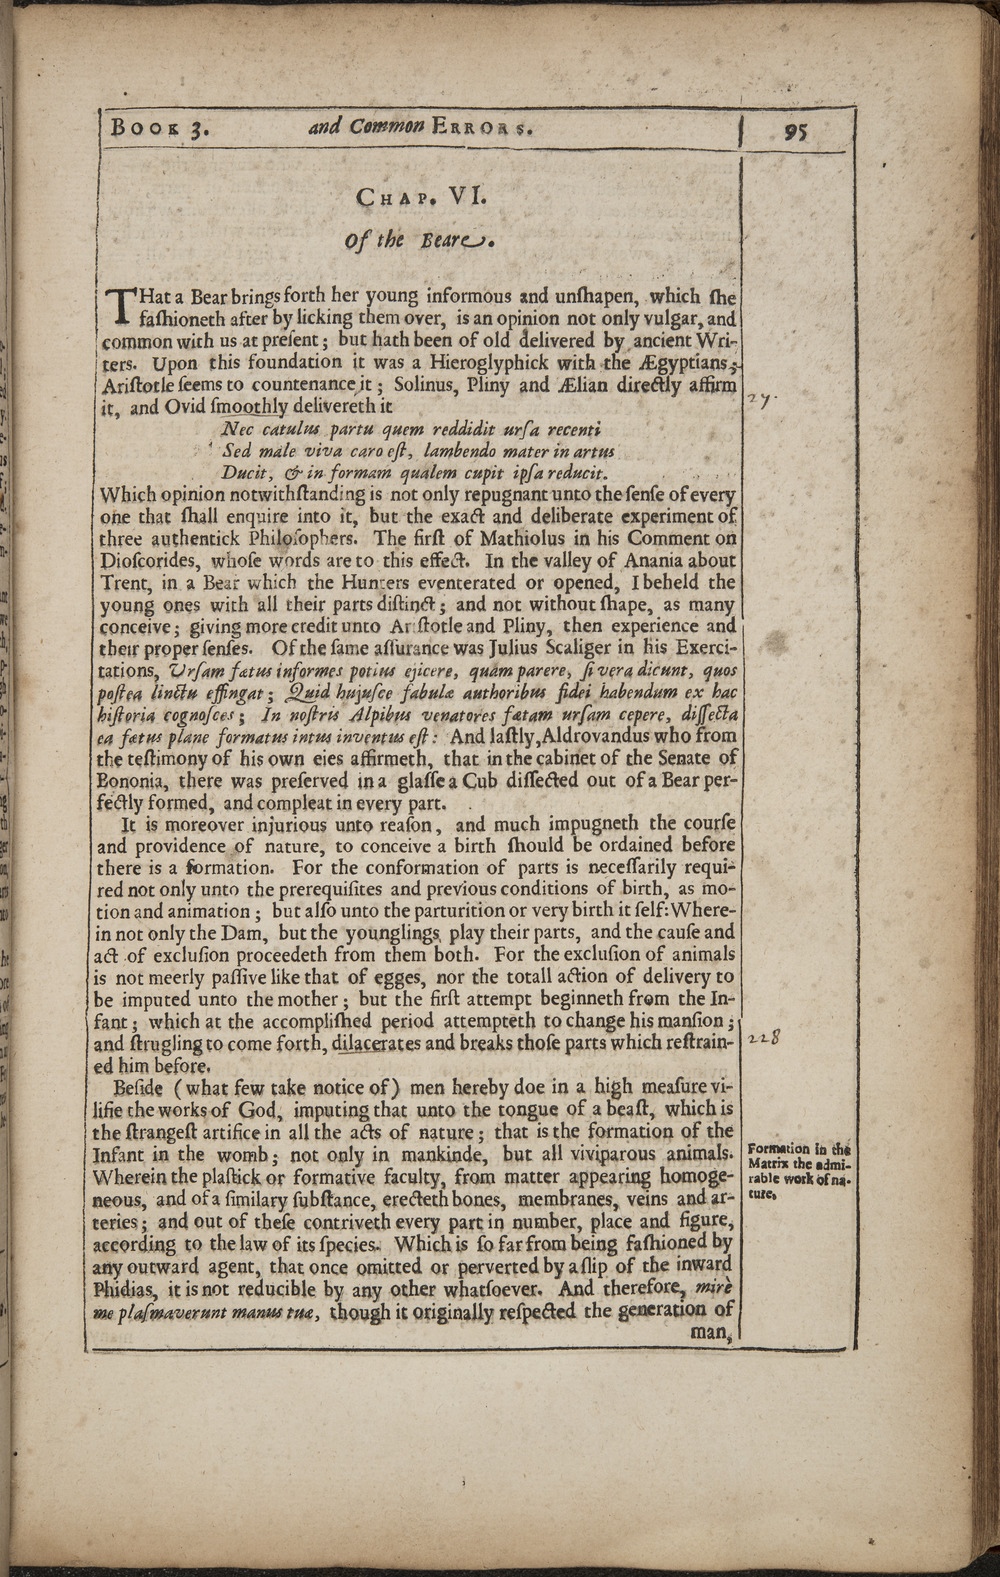 Book 3. and Common Errors. 95
Chap. VI.
Of the Beare.
THat a Bear brings forth her young informous and unſhapen, which ſhe
faſhioneth after by licking them over, is an opinion not only vulgar, and
common with us at preſent; but hath been of old delivered by ancient Wri-
ters. Upon this foundation it was a Hieroglyphick with the Ægyptians;
Ariſtotle ſeems to countenance it; Solinus, Pliny and Ælian directly affirm
it, and Ovid ſmoothly delivereth it
27.
Nec catulus partu quem reddidit urſa recenti
Sed male viva caro eſt, lambendo mater in artus
Ducit, & in formam qualem cupit ipſa reducit.
Which opinion notwithſtanding is not only repugnant unto the ſenſe of every
one that ſhall enquire into it, but the exact and deliberate experiment of
three authentick Philoſophers. The firſt of Mathiolus in his Comment on
Dioſcorides, whoſe words are to this effect. In the valley of Anania about
Trent, in a Bear which the Hunters eventerated or opened, I beheld the
young ones with all their parts diſtinct; and not without ſhape, as many
conceive; giving more credit unto Ariſtotle and Pliny, then experience and
their proper ſenſes. Of the ſame aſſurance was Julius Scaliger in his Exerci-
tations, Urſam fœtus informes potius ejicere, quàm parere, ſi vera dicunt, quos
poſtea linctu effingat; Quid hujuſce fabulæ authoribus fidei habendum ex hac
hiſtoria cognoſces; In noſtris Alpibus venatores fœtam urſam cepere, diſſecta
ea fœtus plane formatus intus inventus eſt: And laſtly, Aldrovandus who from
the teſtimony of his own eies affirmeth, that in the cabinet of the Senate of
Bononia, there was preſerved in a glaſſe a Cub diſſected out of a Bear per-
fectly formed, and compleat in every part.
It is moreover injurious unto reaſon, and much impugneth the courſe
and providence of nature, to conceive a birth ſhould be ordained before
there is a formation. For the conformation of parts is neceſſarily requi-
red not only unto the prerequiſites and previous conditions of birth, as mo-
tion and animation; but alſo unto the parturition or very birth it ſelf: Where-
in not only the Dam, but the younglings play their parts, and the cauſe and
act of excluſion proceedeth from them both. For the excluſion of animals
is not meerly paſſive like that of egges, nor the totall action of delivery to
be imputed unto the mother; but the firſt attempt beginneth from the In-
fant; which at the accompliſhed period attempteth to change his manſion;
and ſtrugling to come forth, dilacerates and breaks thoſe parts which reſtrain-
228
ed him before.
Beſide (what few take notice of) men hereby doe in a high meaſure vi-
lifie the works of God, imputing that unto the tongue of a beaſt, which is
the ſtrangeſt artifice in all the acts of nature; that is the formation of the
Infant in the womb; not only in mankinde, but all viviparous animals.
Wherein the plaſtick or formative faculty, from matter appearing homoge-
neous, and of a ſimilary ſubſtance, erecteth bones, membranes, veins and ar-
teries; and out of theſe contriveth every part in number, place and figure,
according to the law of its ſpecies. Which is ſo far from being faſhioned by
any outward agent, that once omitted or perverted by a ſlip of the inward
Phidias, it is not reducible by any other whatſoever. And therefore, mirè
me plaſmaverunt manus tuæ, though it originally reſpected the generation of
man,
Formation in the
Matrix the admi-
rable work of na-
ture,